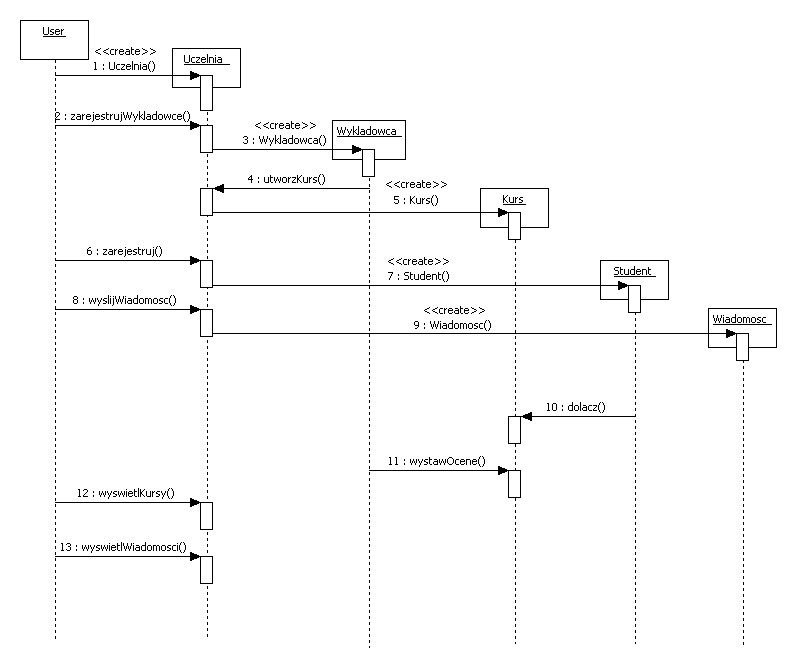 User
<<create>>
1 : Uczelnia()
Uczelnia
2 : zarejestrujWykladowce()
<<create>>
3 : Wykladowca()
Wykladowca
4 : utworzKurs()
<<create>>
5 : Kurs()
Kurs
6 : zarejestruj()
<<create>>
7 : Student()
Student
8 : wyslijWiadomosc()
<<create>>
9 : Wiadomosc()
Wiadomosc
10 : dolacz()
11 : wystawOcene()
12 : wyswietlKursy()
13 : wyswietlWiadomosci()